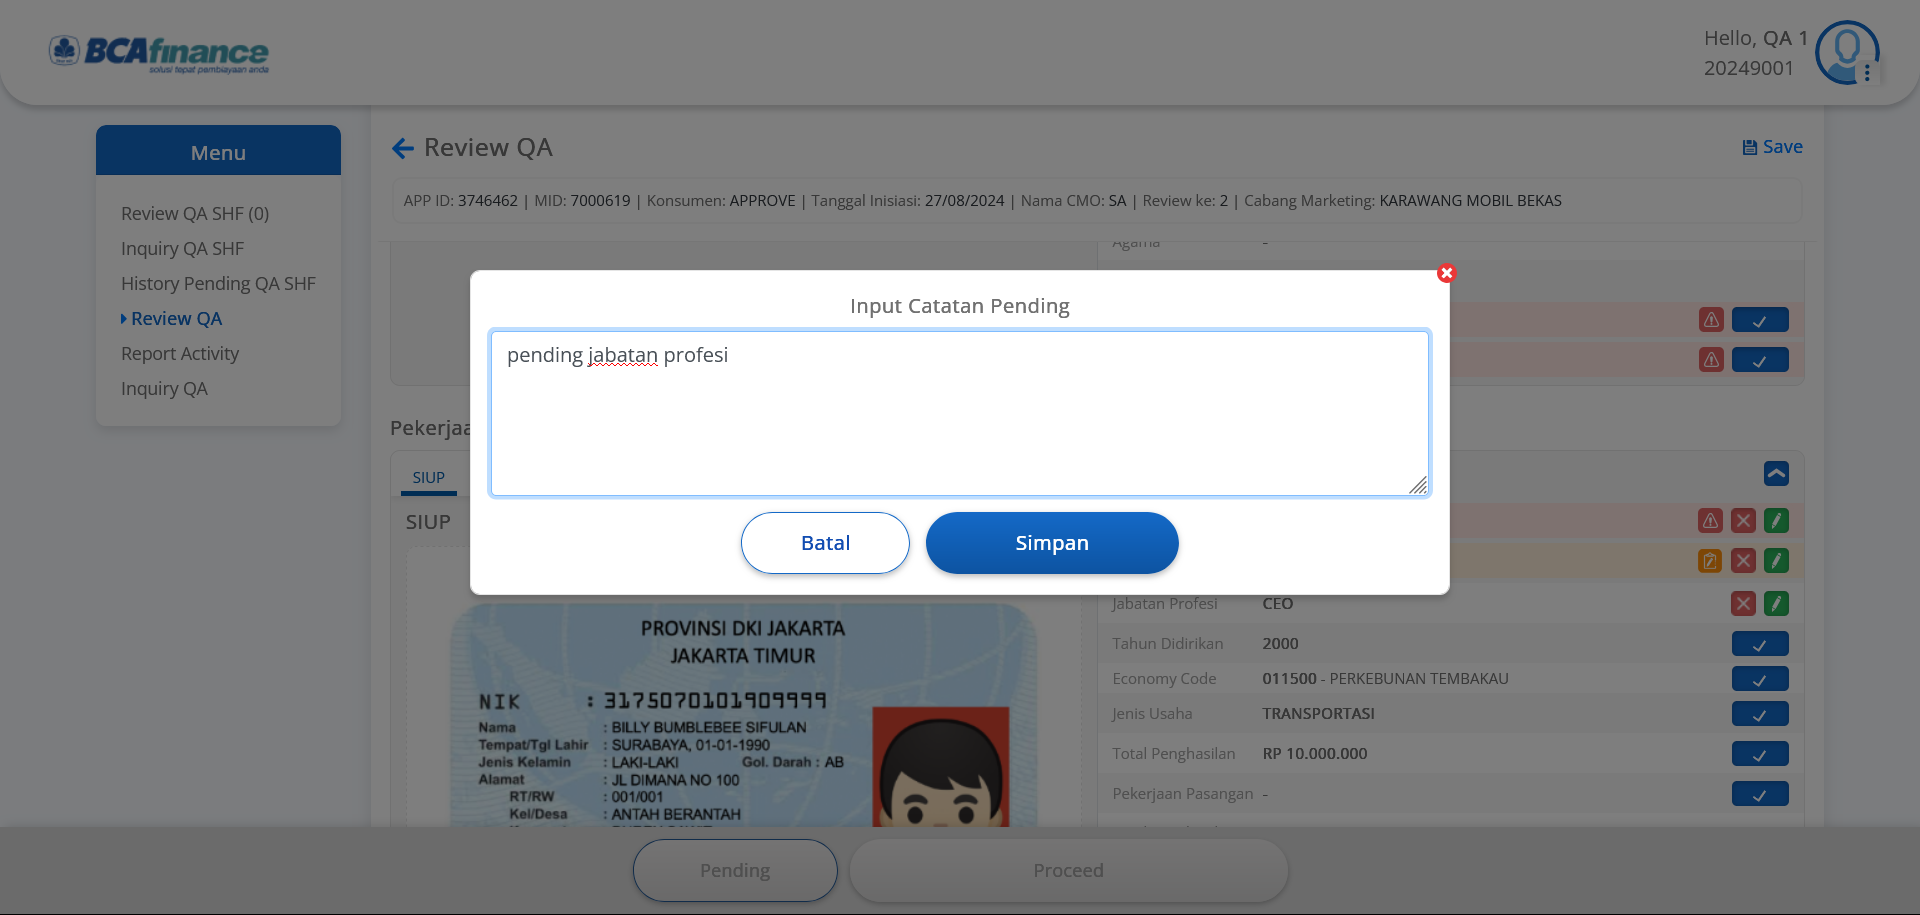 BCAfinance
solusi tepat pembiayaan anda
Hello, QA 1
20249001
Menu
Review QA SHF (0)
Inquiry QA SHF
History Pending QA SHF
Review QA
Report Activity
Inquiry QA
Review QA
Save
APP ID: 3746462 | MID: 7000619 | Konsumen: APPROVE | Tanggal Inisiasi: 27/08/2024 | Nama CMO: SA | Review ke: 2 | Cabang Marketing: KARAWANG MOBIL BEKAS
Agama -
Input Catatan Pending
pending jabatan profesi
Batal
Simpan
SIUP
SIUP
PROVINSI DKI JAKARTA
JAKARTA TIMUR
NIK : 3175070101909999
Nama : BILLY BUMBLEBEE SIFULAN
Tempat/Tgl Lahir : SURABAYA, 01-01-1990
Jenis Kelamin : LAKI-LAKI Gol. Darah : AB
Alamat : JL DIMANA NO 100
RT/RW : 001/001
Kel/Desa : ANTAH BERANTAH
Jabatan Profesi CEO
Tahun Didirikan 2000
Economy Code 011500 - PERKEBUNAN TEMBAKAU
Jenis Usaha TRANSPORTASI
Total Penghasilan RP 10.000.000
Pekerjaan Pasangan -
Pending
Proceed